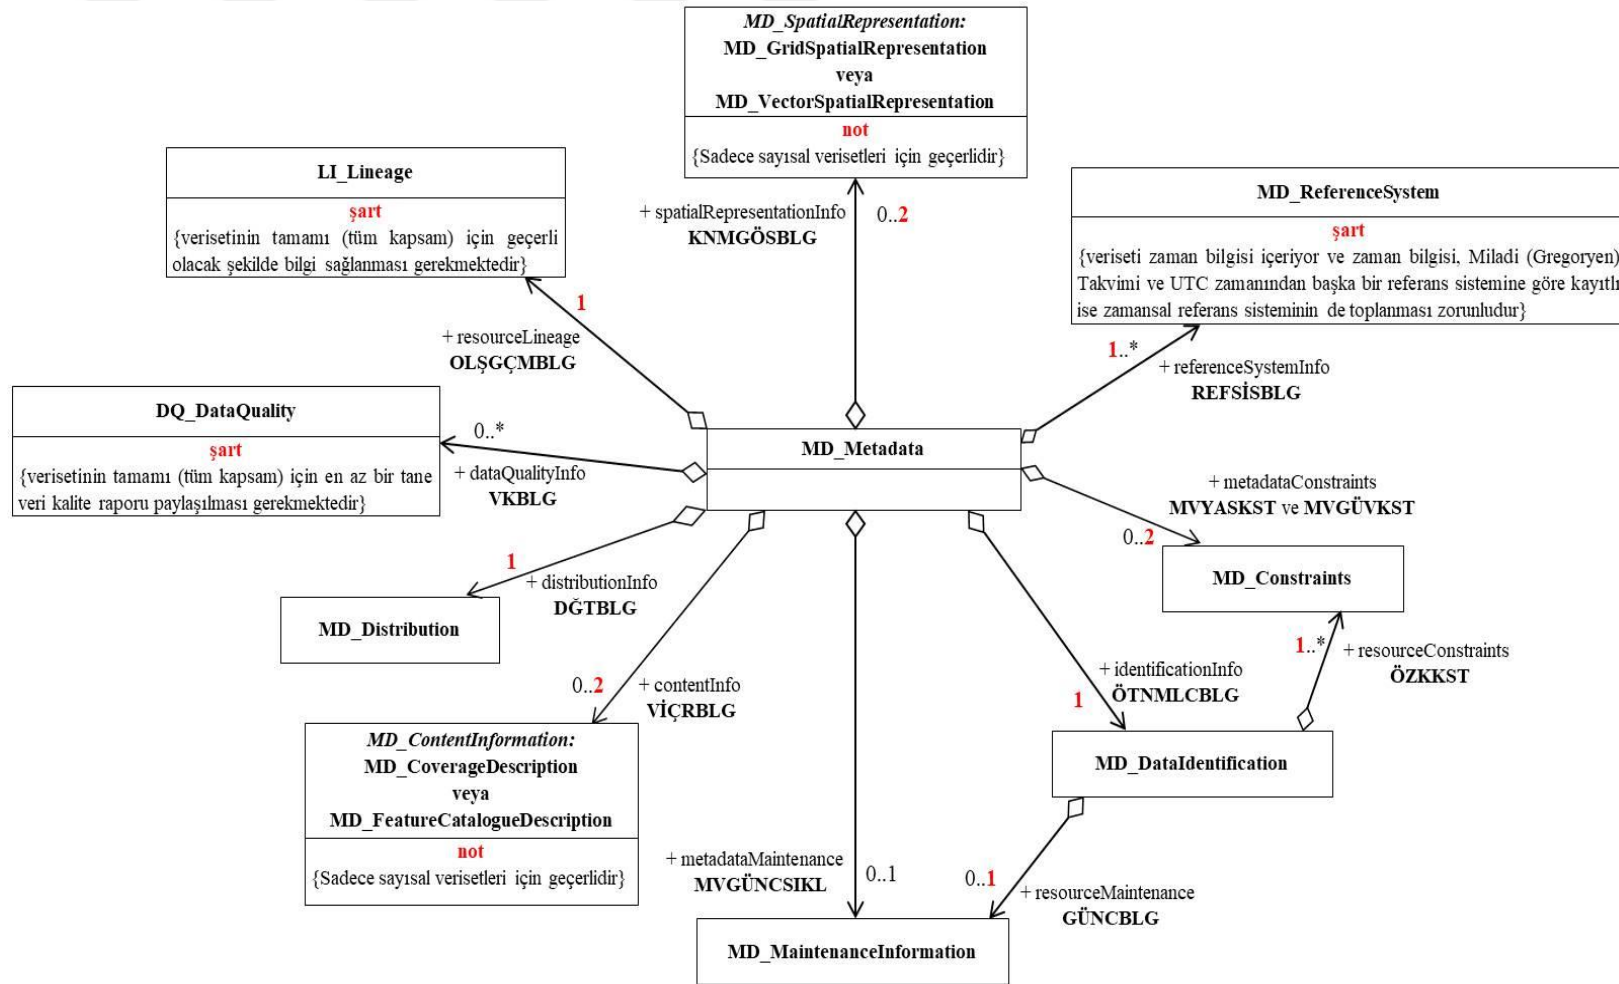 MD_SpatialRepresentation:
MD_GridSpatialRepresentation
veya
MD_VectorSpatialRepresentation
not
{Sadece sayısal verisetleri için geçerlidir}
LI_Lineage
şart
{verisetinin tamamı (tüm kapsam) için geçerli
olacak şekilde bilgi sağlanması gerekmektedir}
MD_ReferenceSystem
şart
{veriseti zaman bilgisi içeriyor ve zaman bilgisi, Miladi (Gregoryen)
Takvimi ve UTC zamanından başka bir referans sistemine göre kayıtlı
ise zamansal referans sisteminin de toplanması zorunludur}
+ spatialRepresentationInfo
KNMGÖSBLG
0..2
1
+ resourceLineage
OLŞGÇMBLG
1..*
+ referenceSystemInfo
REFSİSBLG
DQ_DataQuality
şart
{verisetinin tamamı (tüm kapsam) için en az bir tane
veri kalite raporu paylaşılması gerekmektedir}
0..*
+ dataQualityInfo
VKBLG
MD_Metadata
+ metadataConstraints
MVYASKST ve MVGÜVKST
0..2
MD_Constraints
1
+ distributionInfo
DĞTBLG
MD_Distribution
1..*
+ resourceConstraints
ÖZKKST
+ identificationInfo
ÖTNMLCBLG
1
0..2
+ contentInfo
VİÇRBLG
MD_ContentInformation:
MD_CoverageDescription
veya
MD_FeatureCatalogueDescription
not
{Sadece sayısal verisetleri için geçerlidir}
MD_DataIdentification
+ metadataMaintenance
MVGÜNCSIKL
0..1
0..1
+ resourceMaintenance
GÜNCBLG
MD_MaintenanceInformation